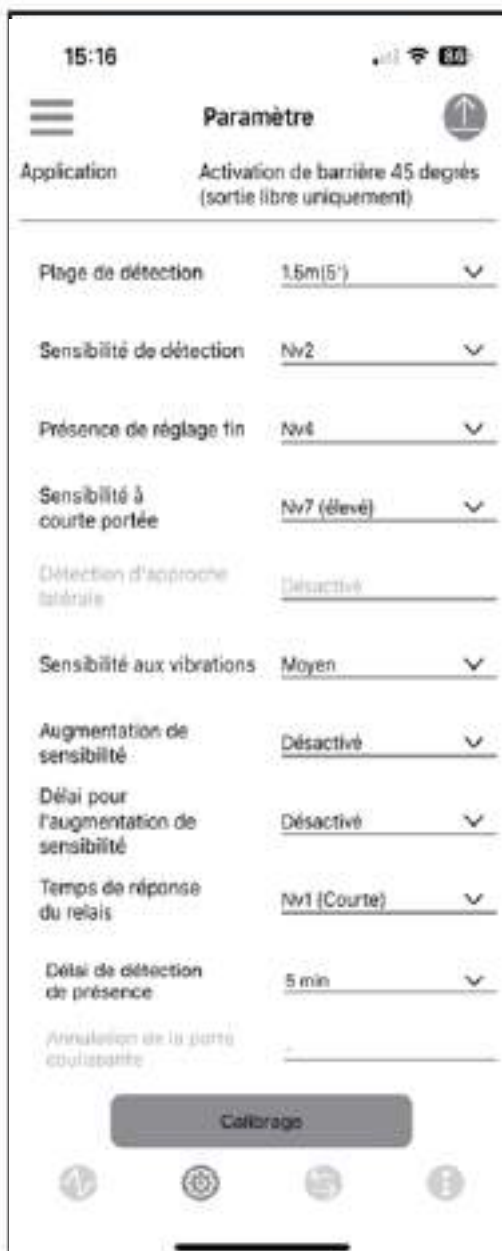 15:16
86
Paramètre
Application
Activation de barrière 45 degrés
(sortie libre uniquement)
Plage de détection
1.5m(5')
Sensibilité de détection
Nv2
Présence de réglage fin
Nv4
Sensibilité à
courte portée
Nv7 (élevé)
Détection d'approche
latérale
Désactivé
Sensibilité aux vibrations
Moyen
Augmentation de
sensibilité
Désactivé
Délai pour
l'augmentation de
sensibilité
Désactivé
Temps de réponse
du relais
Nv1 (Courte)
Délai de détection
de présence
5 min
Annulation de la porte
coulissante
-
Calibrage